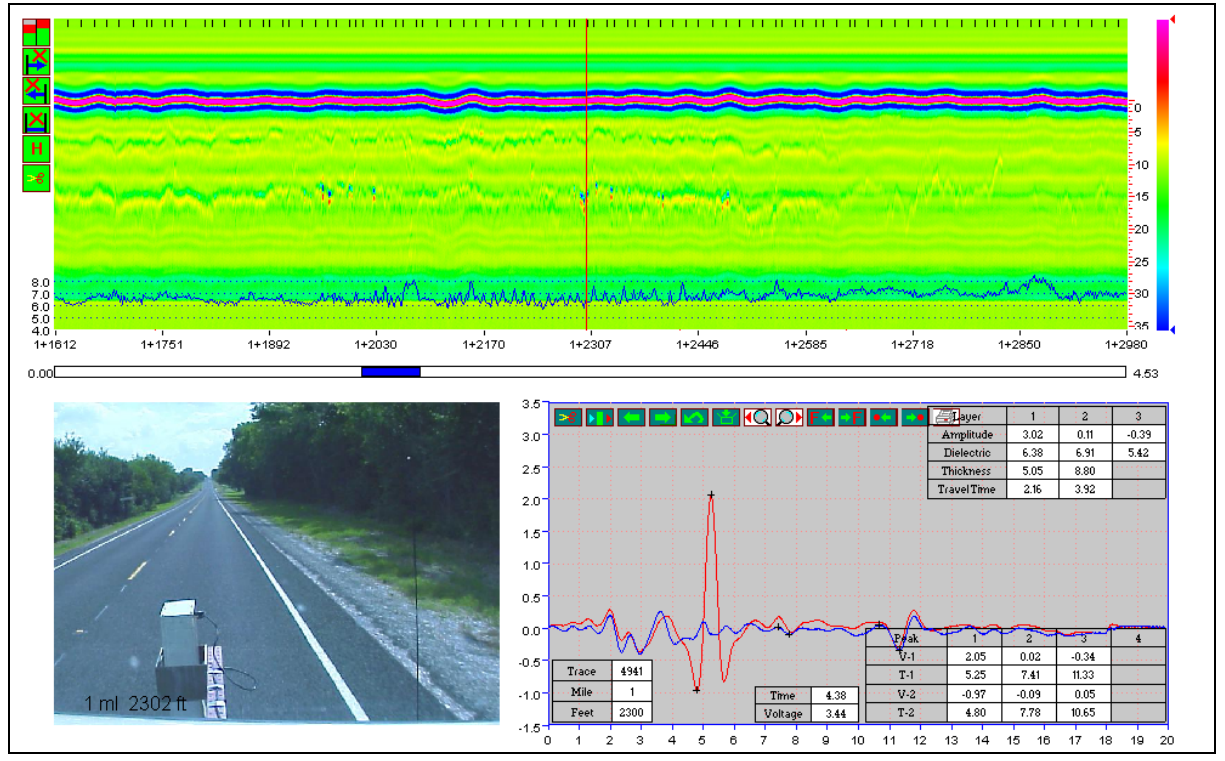 H
0
5
10
15
20
25
30
35
8.0
7.0
6.0
5.0
4.0
1+1612 1+1751 1+1892 1+2030 1+2170 1+2307 1+2446 1+2585 1+2718 1+2850 1+2980
0.00 4.53
1 ml 2302 ft
3.5
3.0
2.5
2.0
1.5
1.0
0.5
0.0
-0.5
-1.0
-1.5
0 1 2 3 4 5 6 7 8 9 10 11 12 13 14 15 16 17 18 19 20
Layer 1 2 3
Amplitude 3.02 0.11 -0.39
Dielectric 6.38 6.91 5.42
Thickness 5.05 8.80
Travel Time 2.16 3.92
Trace 4941
Mile 1
Feet 2300
Time 4.38
Voltage 3.44
Peak 1 2 3 4
V-1 2.05 0.02 -0.34
T-1 5.25 7.41 11.33
V-2 -0.97 -0.09 0.05
T-2 4.80 7.78 10.65